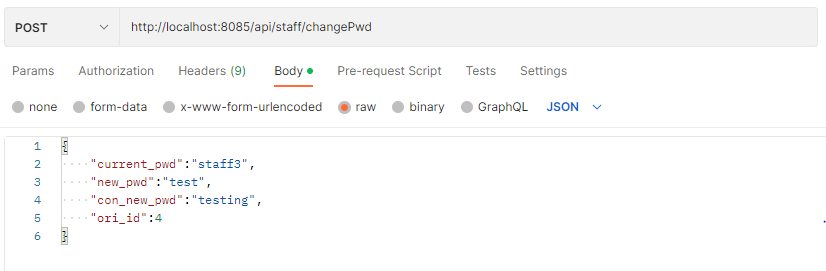 POST http://localhost:8085/api/staff/changePwd
Params Authorization Headers (9) Body Pre-request Script Tests Settings
none form-data x-www-form-urlencoded raw binary GraphQL JSON
1 {
2 "current_pwd":"staff3",
3 "new_pwd":"test",
4 "con_new_pwd":"testing",
5 "ori_id":4
6 }